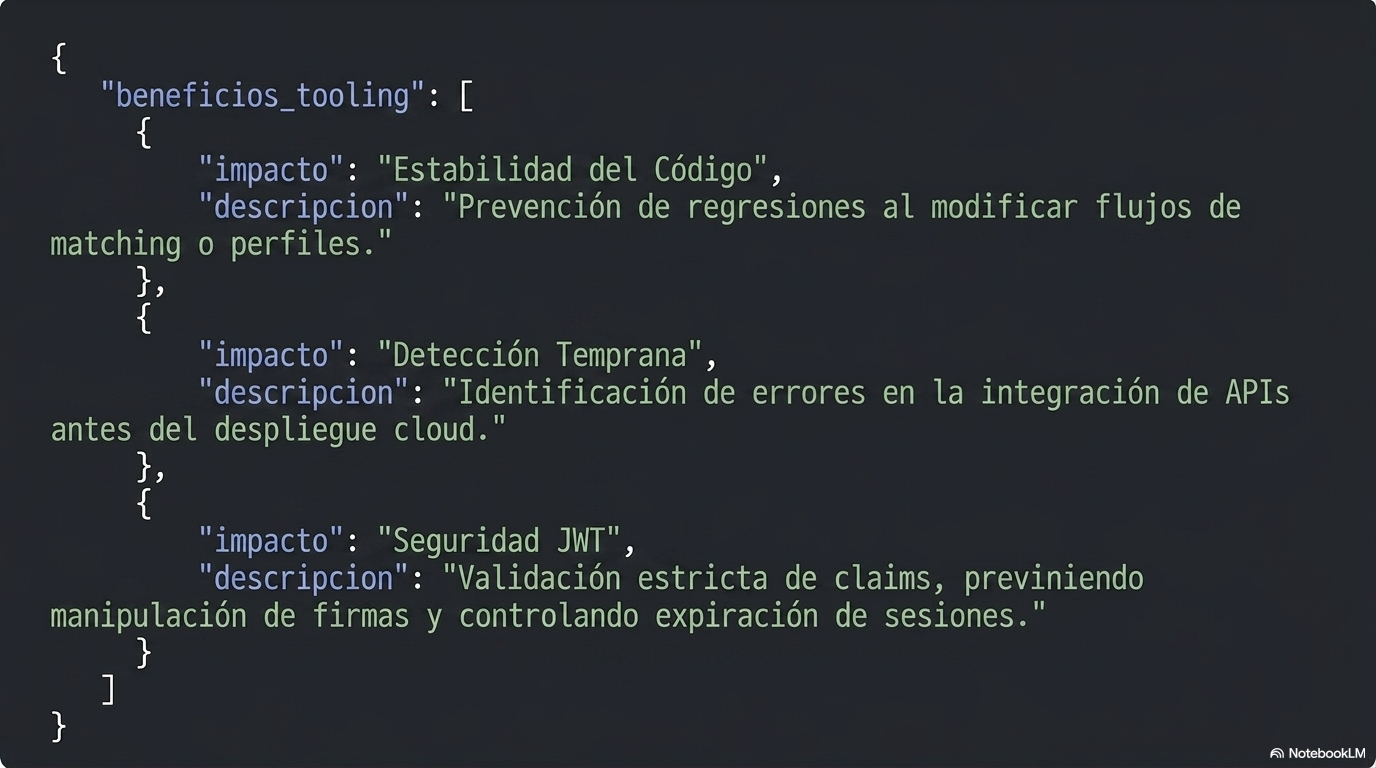 {
"beneficios_tooling": [
{
"impacto": "Estabilidad del Código",
"descripcion": "Prevención de regresiones al modificar flujos de
matching o perfiles."
},
{
"impacto": "Detección Temprana",
"descripcion": "Identificación de errores en la integración de APIs
antes del despliegue cloud."
},
{
"impacto": "Seguridad JWT",
"descripcion": "Validación estricta de claims, previniendo
manipulación de firmas y controlando expiración de sesiones."
}
]
}
NotebookLM